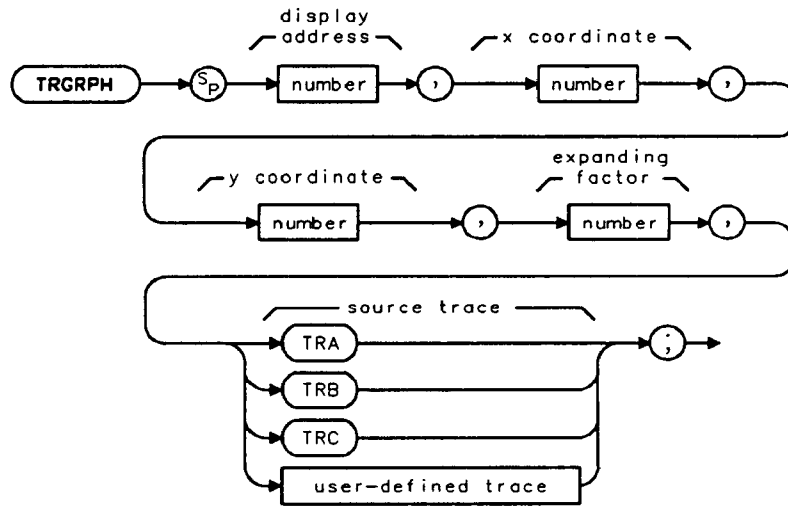 display
address
x coordinate
TRGRPH SP number , number ,
y coordinate
expanding
factor
number , number ,
source trace
TRA ;
TRB
TRC
user-defined trace